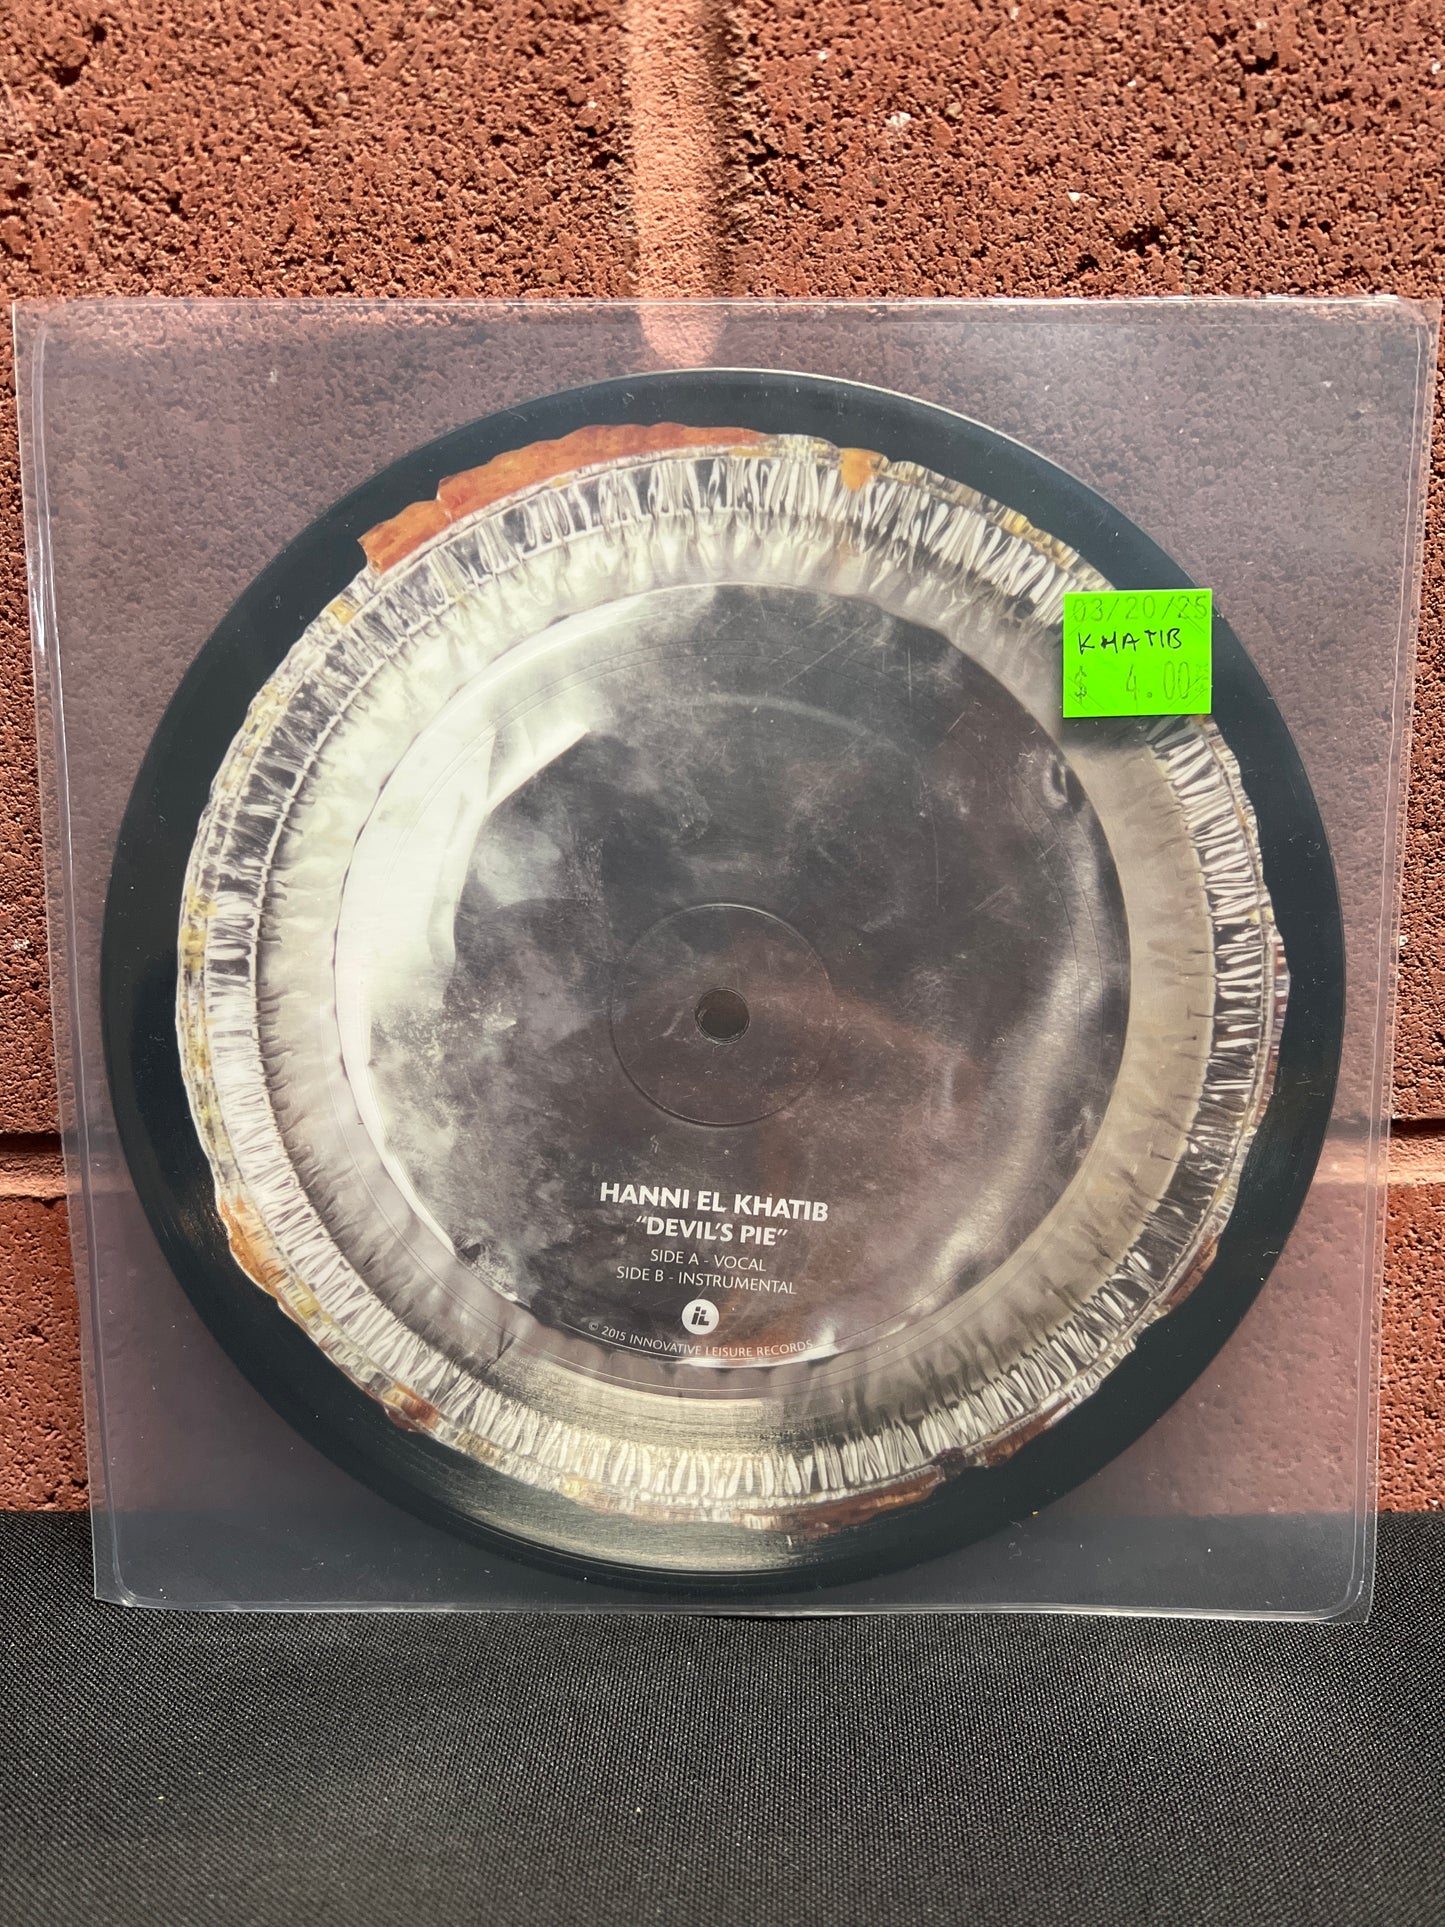 03/20/25
KHATIB
$ 4.00
HANNI EL KHATIB
“DEVIL’S PIE”
SIDE A - VOCAL
SIDE B - INSTRUMENTAL
iL
© 2015 INNOVATIVE LEISURE RECORDS